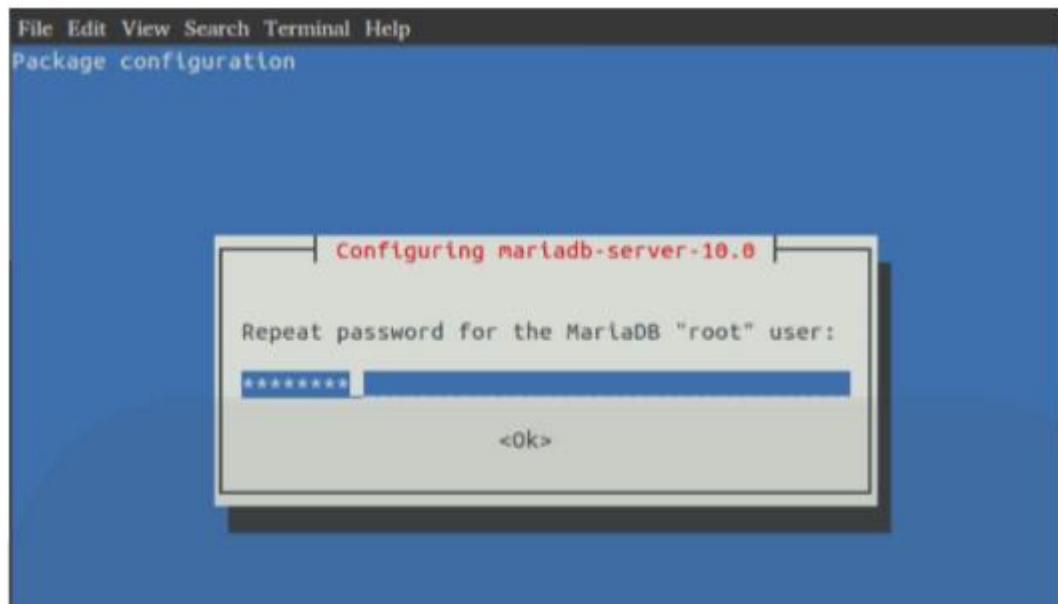 File Edit View Search Terminal Help
Package configuration
Configuring mariadb-server-10.0
Repeat password for the MariaDB "root" user:
********_
<Ok>